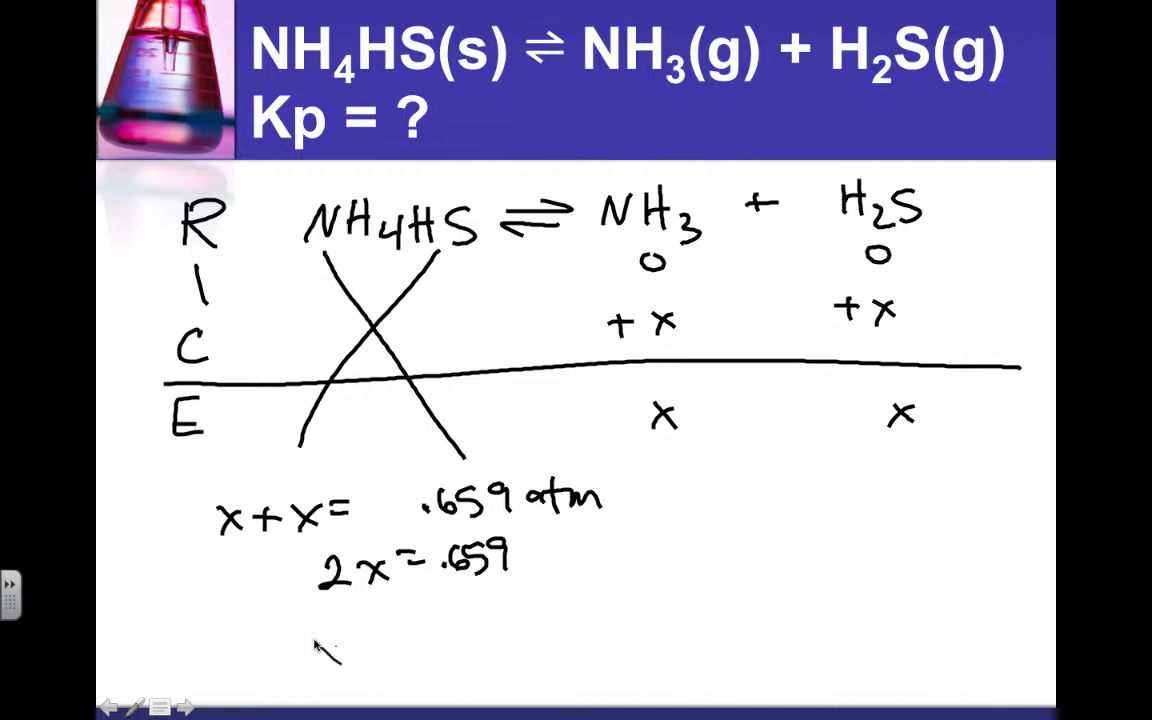 NH₄HS(s) ⇌ NH₃(g) + H₂S(g)
Kp = ?
R NH₄HS ⇌ NH₃ + H₂S
I 0 0
C + x + x
E x x
x + x = .659 atm
2x = .659